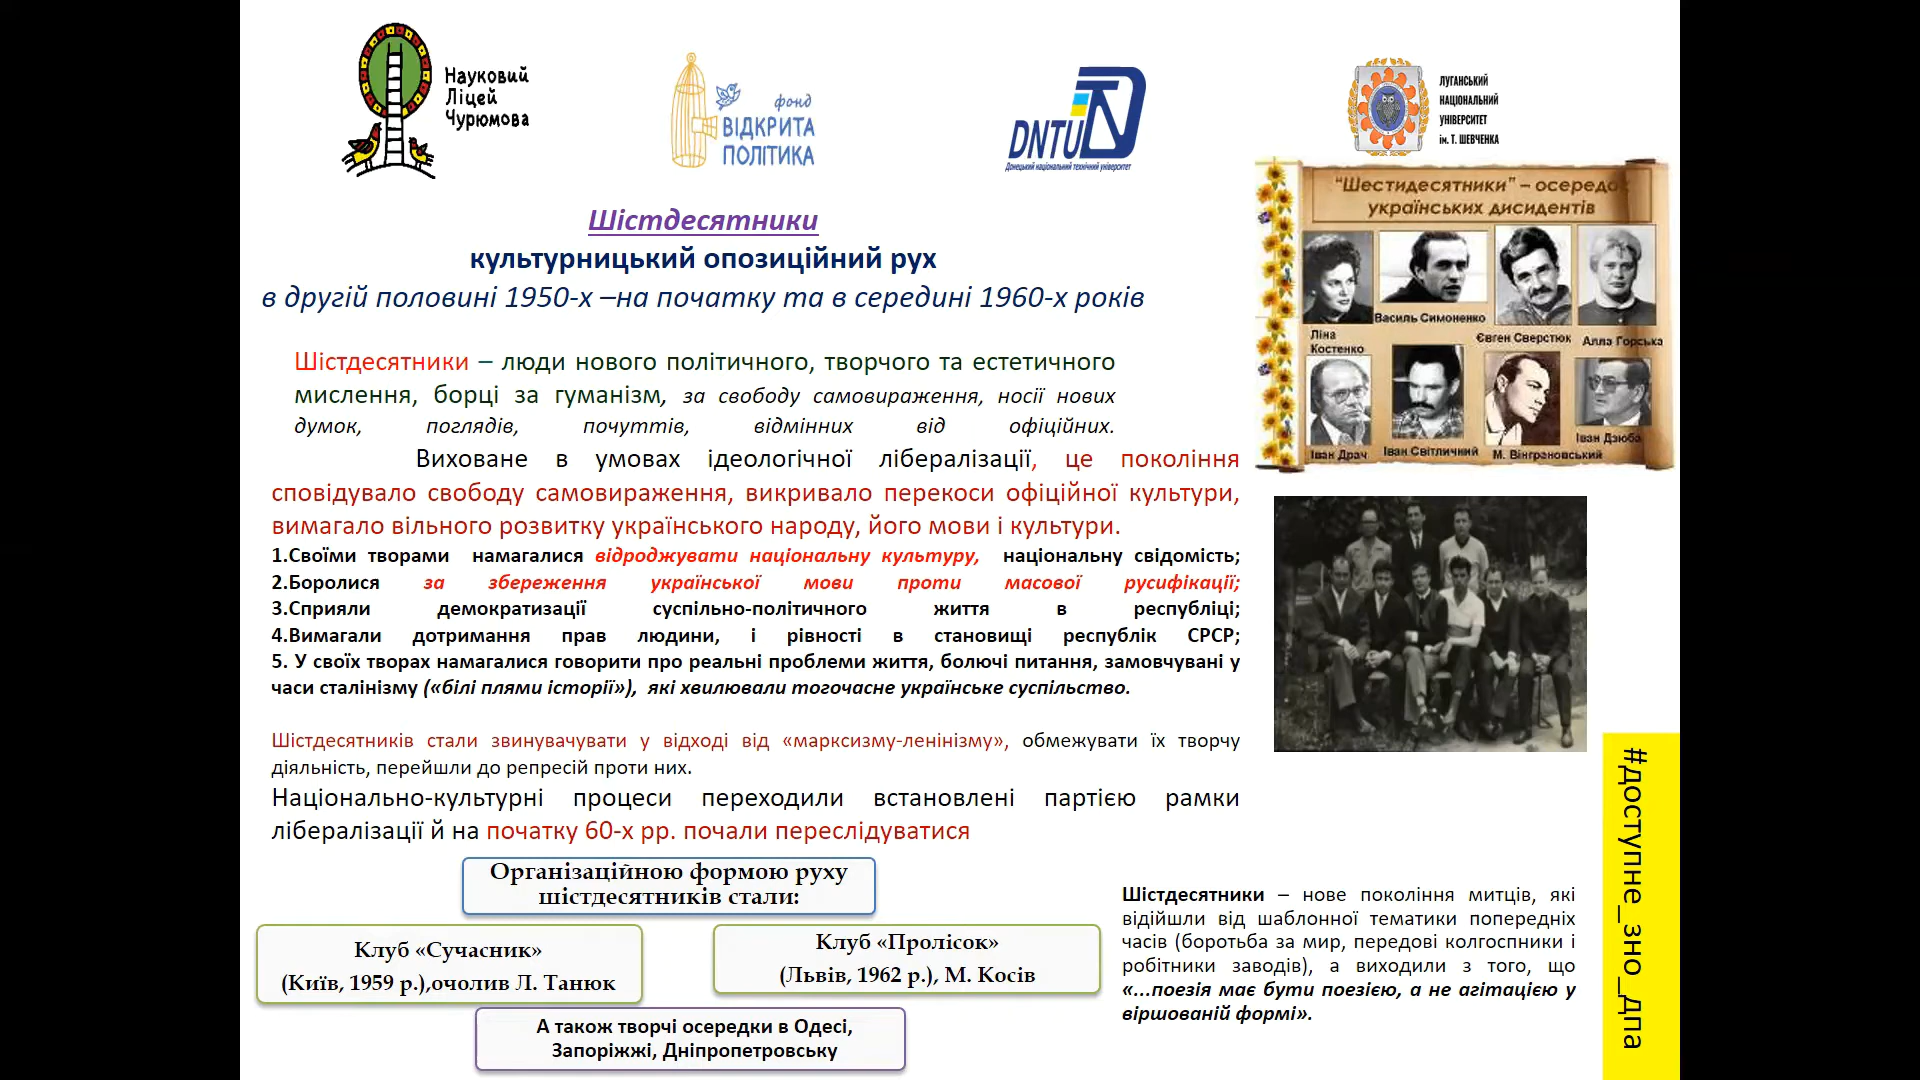 Науковий
Ліцей
Чурюмова
фонд
ВІДКРИТА
ПОЛІТИКА
DNTU
Донецький національний технічний університет
ЛУГАНСЬКИЙ
НАЦІОНАЛЬНИЙ
УНІВЕРСИТЕТ
ім. Т. ШЕВЧЕНКА
"Шестидесятники" – осередок
українських дисидентів
Ліна
Костенко
Василь Симоненко
Євген Сверстюк
Алла Горська
Іван Драч
Іван Світличний
М. Вінграновський
Іван Дзюба
Шістдесятники
культурницький опозиційний рух
в другій половині 1950-х –на початку та в середині 1960-х років
Шістдесятники – люди нового політичного, творчого та естетичного
мислення, борці за гуманізм, за свободу самовираження, носії нових
думок, поглядів, почуттів, відмінних від офіційних.
Виховане в умовах ідеологічної лібералізації, це покоління
сповідувало свободу самовираження, викривало перекоси офіційної культури,
вимагало вільного розвитку українського народу, його мови і культури.
1.Своїми творами намагалися відроджувати національну культуру, національну свідомість;
2.Боролися за збереження української мови проти масової русифікації;
3.Сприяли демократизації суспільно-політичного життя в республіці;
4.Вимагали дотримання прав людини, і рівності в становищі республік СРСР;
5. У своїх творах намагалися говорити про реальні проблеми життя, болючі питання, замовчувані у
часи сталінізму («білі плями історії»), які хвилювали тогочасне українське суспільство.
Шістдесятників стали звинувачувати у відході від «марксизму-ленінізму», обмежувати їх творчу
діяльність, перейшли до репресій проти них.
Національно-культурні процеси переходили встановлені партією рамки
лібералізації й на початку 60-х рр. почали переслідуватися
Організаційною формою руху
шістдесятників стали:
Клуб «Сучасник»
(Київ, 1959 р.),очолив Л. Танюк
Клуб «Пролісок»
(Львів, 1962 р.), М. Косів
А також творчі осередки в Одесі,
Запоріжжі, Дніпропетровську
Шістдесятники – нове покоління митців, які
відійшли від шаблонної тематики попередніх
часів (боротьба за мир, передові колгоспники і
робітники заводів), а виходили з того, що
«...поезія має бути поезією, а не агітацією у
віршованій формі».
#доступне_зно_дпа